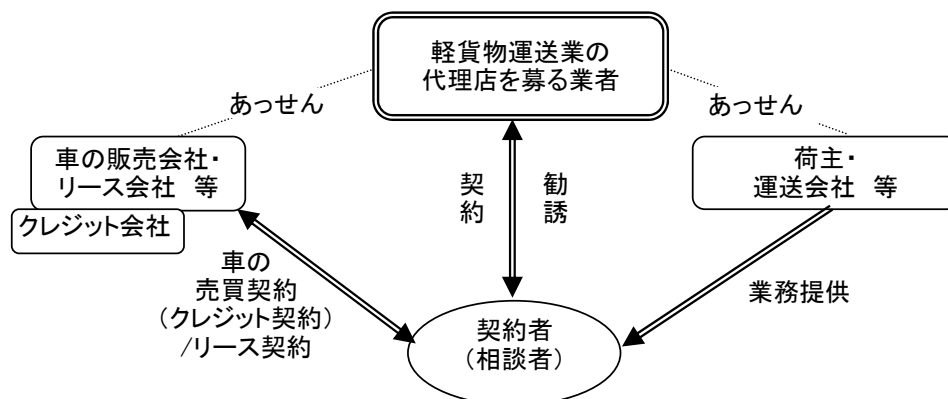 軽貨物運送業の
代理店を募る業者
あっせん
あっせん
車の販売会社・
リース会社 等
クレジット会社
荷主・
運送会社 等
契約
勧誘
車の
売買契約
（クレジット契約）
/リース契約
業務提供
契約者
（相談者）